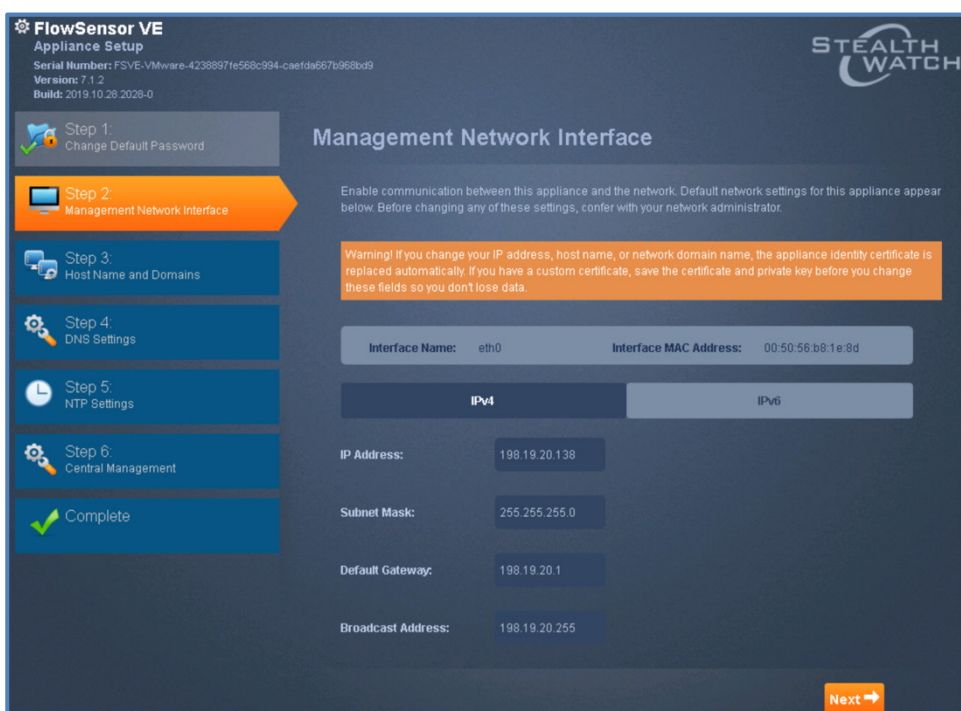 FlowSensor VE
Appliance Setup
Serial Number: FSVE-VMware-4238897fe568c994-caefda667b968bd9
Version: 7.1.2
Build: 2019.10.28.2028-0
STEALTH
WATCH
Step 1:
Change Default Password
Step 2:
Management Network Interface
Step 3:
Host Name and Domains
Step 4:
DNS Settings
Step 5:
NTP Settings
Step 6:
Central Management
Complete
Management Network Interface
Enable communication between this appliance and the network. Default network settings for this appliance appear
below. Before changing any of these settings, confer with your network administrator.
Warning! If you change your IP address, host name, or network domain name, the appliance identity certificate is
replaced automatically. If you have a custom certificate, save the certificate and private key before you change
these fields so you don't lose data.
Interface Name: eth0 Interface MAC Address: 00:50:56:b8:1e:8d
IPv4 IPv6
IP Address: 198.19.20.138
Subnet Mask: 255.255.255.0
Default Gateway: 198.19.20.1
Broadcast Address: 198.19.20.255
Next